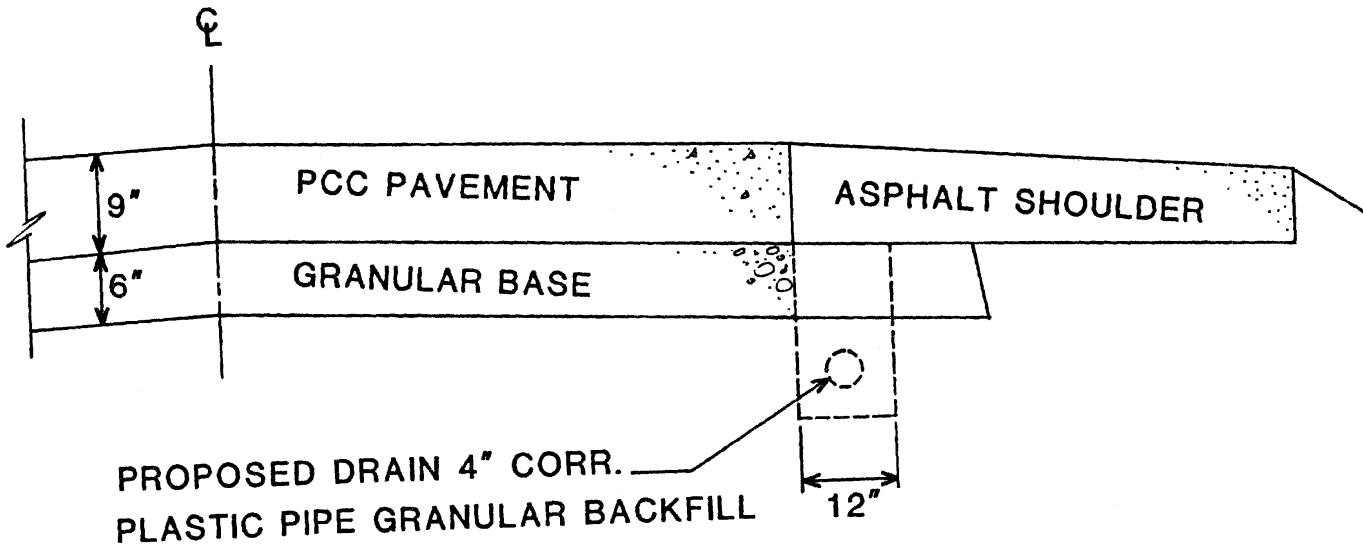 ℄
9"
PCC PAVEMENT
ASPHALT SHOULDER
6"
GRANULAR BASE
PROPOSED DRAIN 4" CORR.
PLASTIC PIPE GRANULAR BACKFILL
12"